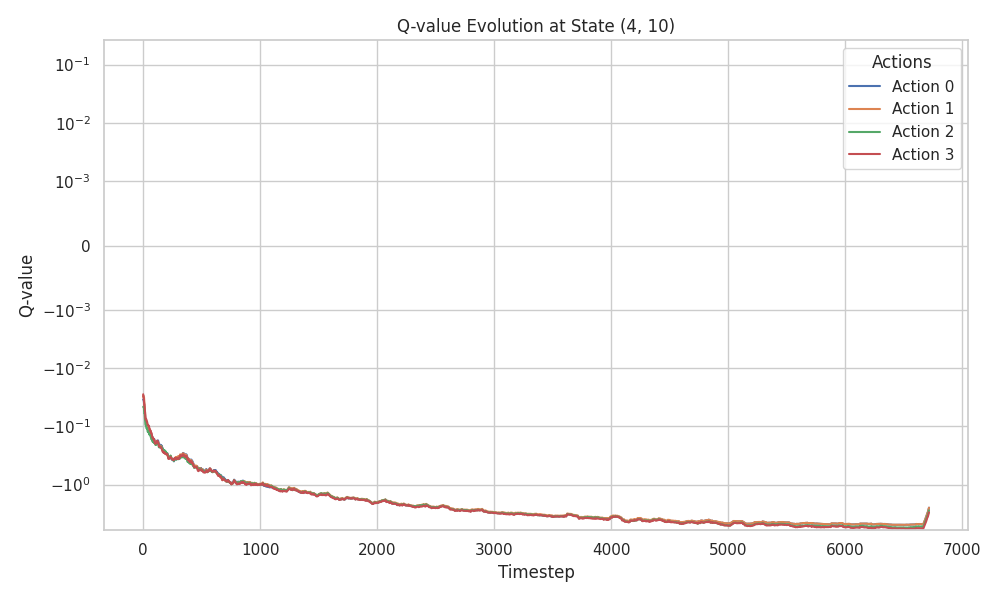 Q-value Evolution at State (4, 10)
Q-value
10⁻¹
10⁻²
10⁻³
0
−10⁻³
−10⁻²
−10⁻¹
−10⁰
Actions
Action 0
Action 1
Action 2
Action 3
0 1000 2000 3000 4000 5000 6000 7000
Timestep